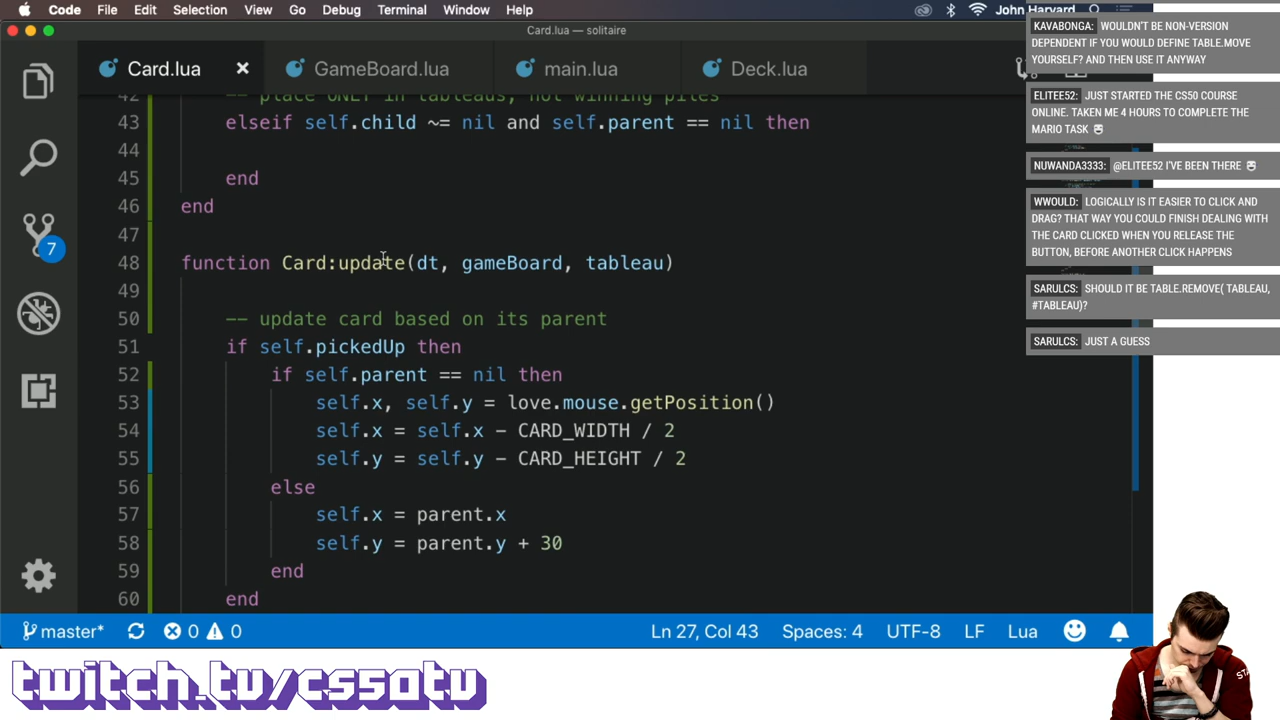 Code File Edit Selection View Go Debug Terminal Window Help John Harvard
Card.lua — solitaire
Card.lua GameBoard.lua main.lua Deck.lua
42 -- place ONLY in tableaus, not winning piles
43 elseif self.child ~= nil and self.parent == nil then
44
45 end
46 end
47
48 function Card:update(dt, gameBoard, tableau)
49
50 -- update card based on its parent
51 if self.pickedUp then
52 if self.parent == nil then
53 self.x, self.y = love.mouse.getPosition()
54 self.x = self.x - CARD_WIDTH / 2
55 self.y = self.y - CARD_HEIGHT / 2
56 else
57 self.x = parent.x
58 self.y = parent.y + 30
59 end
60 end
7
master* 0 0 Ln 27, Col 43 Spaces: 4 UTF-8 LF Lua
KAVABONGA: WOULDN'T BE NON-VERSION
DEPENDENT IF YOU WOULD DEFINE TABLE.MOVE
YOURSELF? AND THEN USE IT ANYWAY
ELITEE52: JUST STARTED THE CS50 COURSE
ONLINE. TAKEN ME 4 HOURS TO COMPLETE THE
MARIO TASK
NUWANDA3333: @ELITEE52 I'VE BEEN THERE
WWOULD: LOGICALLY IS IT EASIER TO CLICK AND
DRAG? THAT WAY YOU COULD FINISH DEALING WITH
THE CARD CLICKED WHEN YOU RELEASE THE
BUTTON, BEFORE ANOTHER CLICK HAPPENS
SARULCS: SHOULD IT BE TABLE.REMOVE( TABLEAU,
#TABLEAU)?
SARULCS: JUST A GUESS
twitch.tv/cs50tv